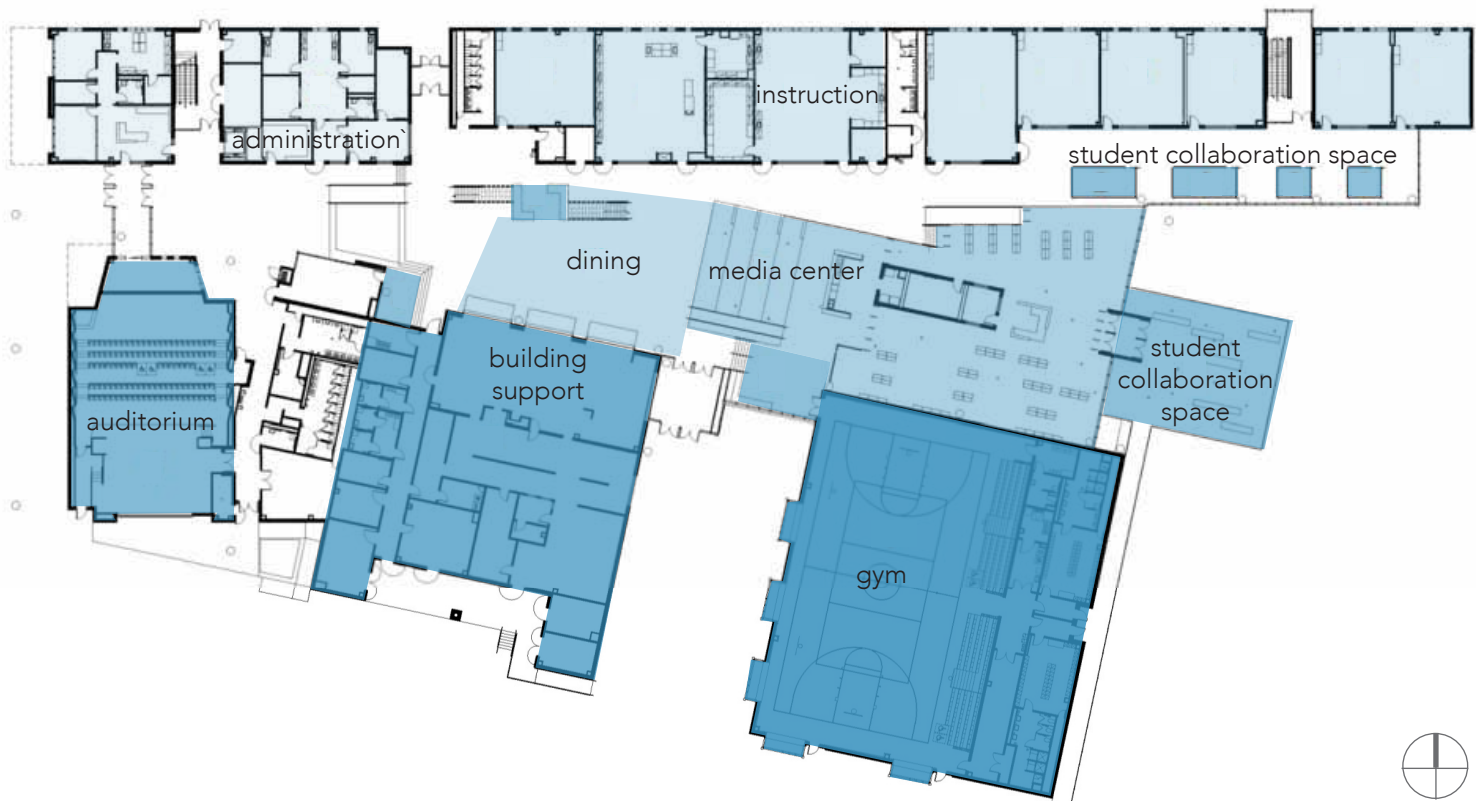 administration`
instruction
student collaboration space
dining
media center
building
support
student
collaboration
space
auditorium
gym